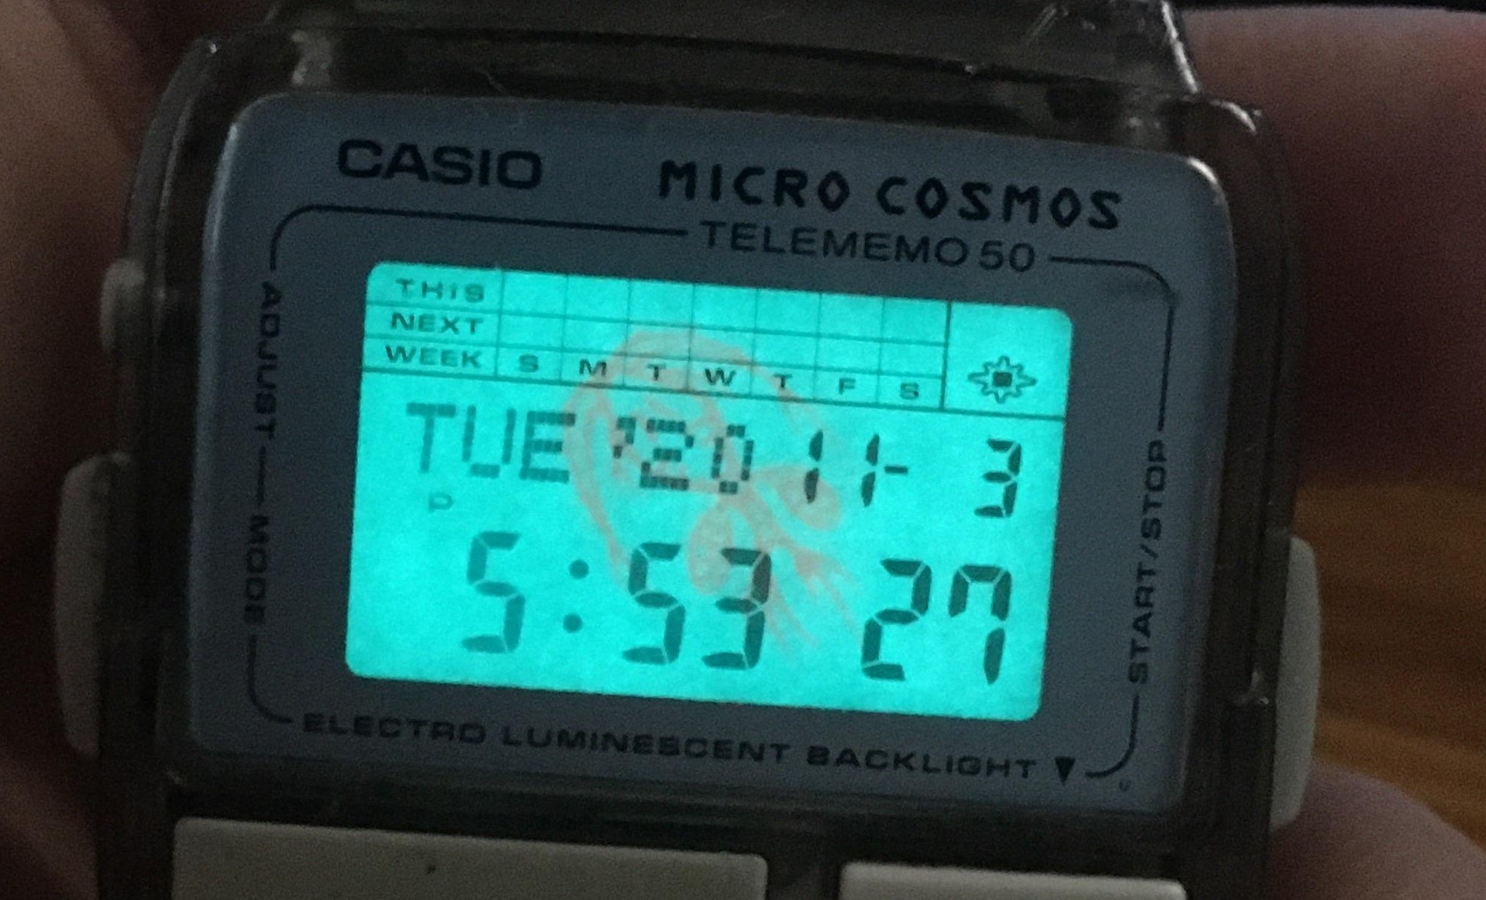 CASIO MICRO COSMOS
TELEMEMO 50
ADJUST MODE
START/STOP
THIS
NEXT
WEEK S M T W T F S
TUE '20 11- 3
P
5:53 27
ELECTRO LUMINESCENT BACKLIGHT ▼